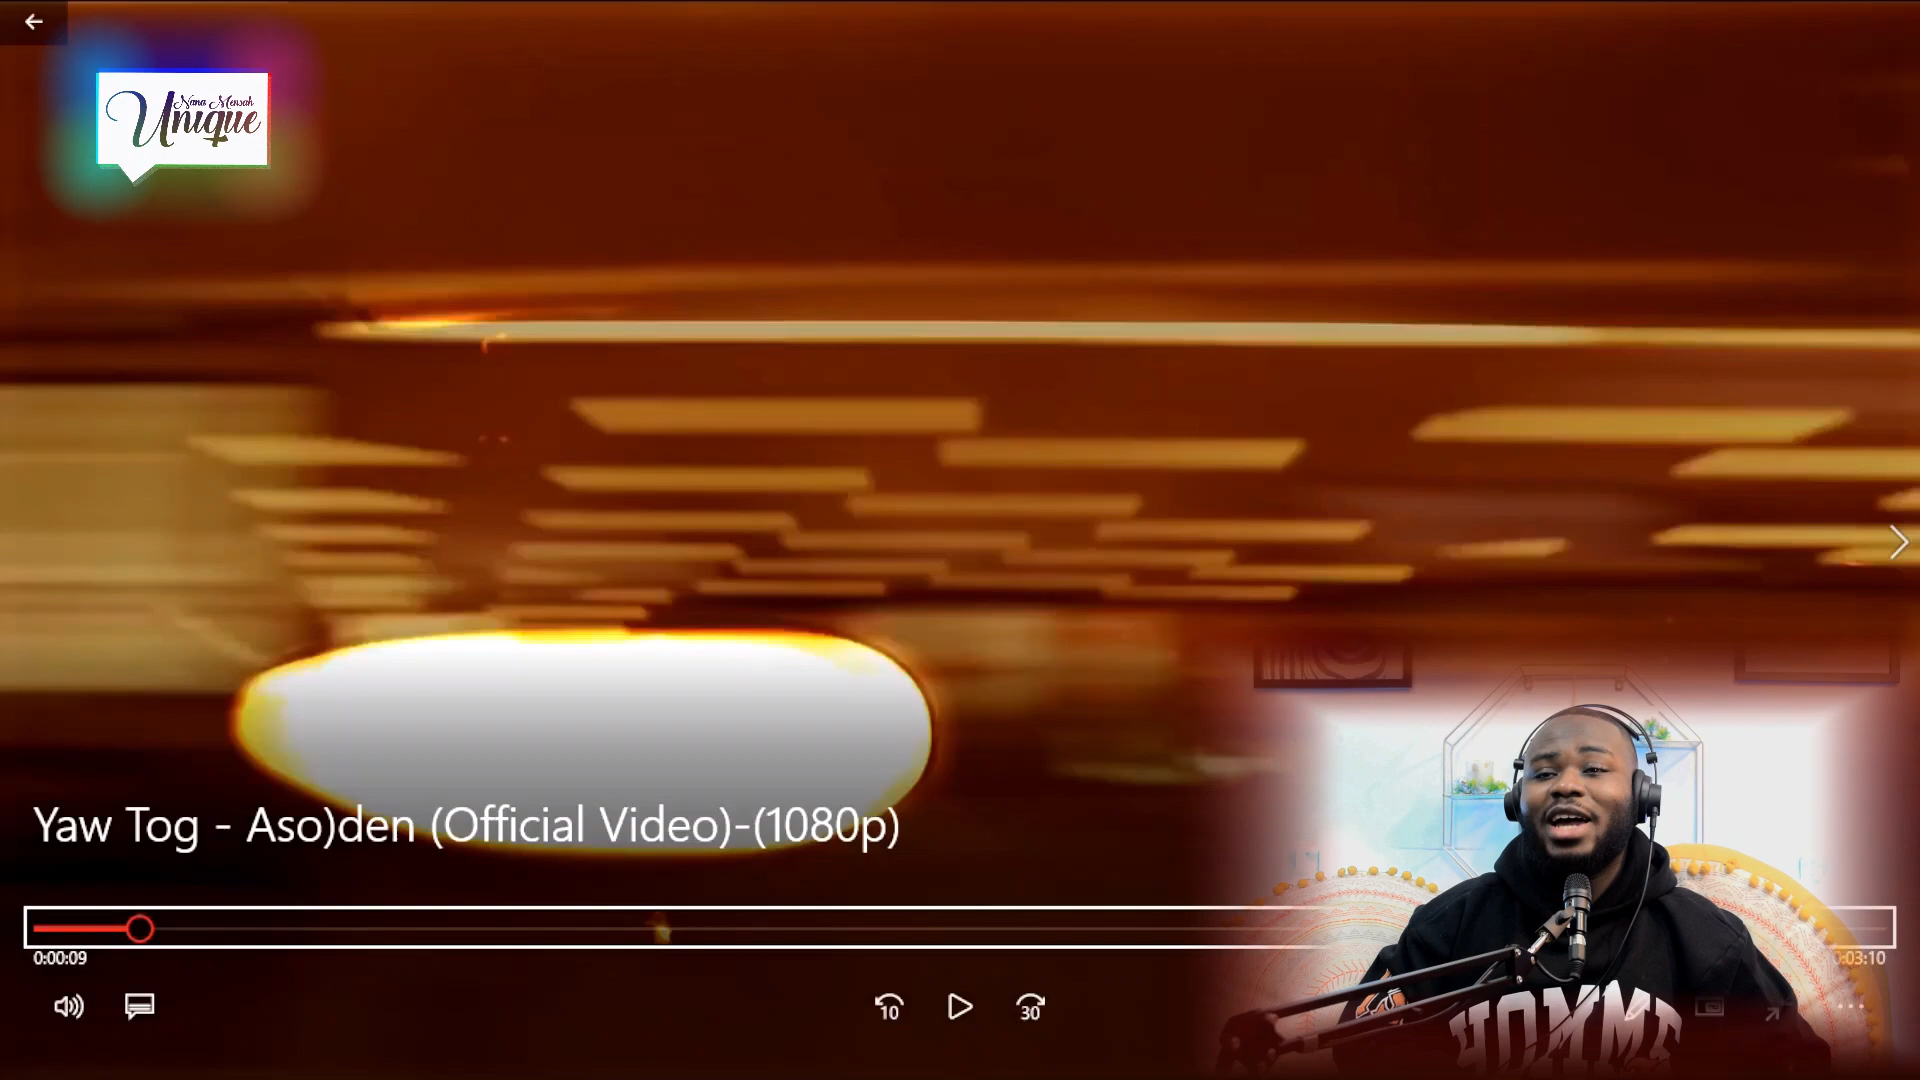 Nana Mensah
Unique
Yaw Tog - Aso)den (Official Video)-(1080p)
0:00:09
0:03:10
10
30
HOMME